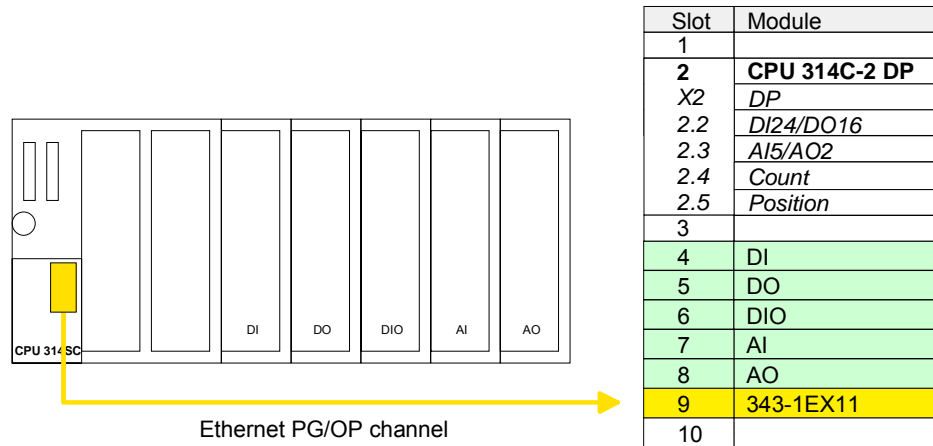 Slot Module
1
2 CPU 314C-2 DP
X2 DP
2.2 DI24/DO16
2.3 AI5/AO2
2.4 Count
2.5 Position
3
4 DI
5 DO
6 DIO
7 AI
8 AO
9 343-1EX11
10
DI DO DIO AI AO
CPU 314SC
Ethernet PG/OP channel